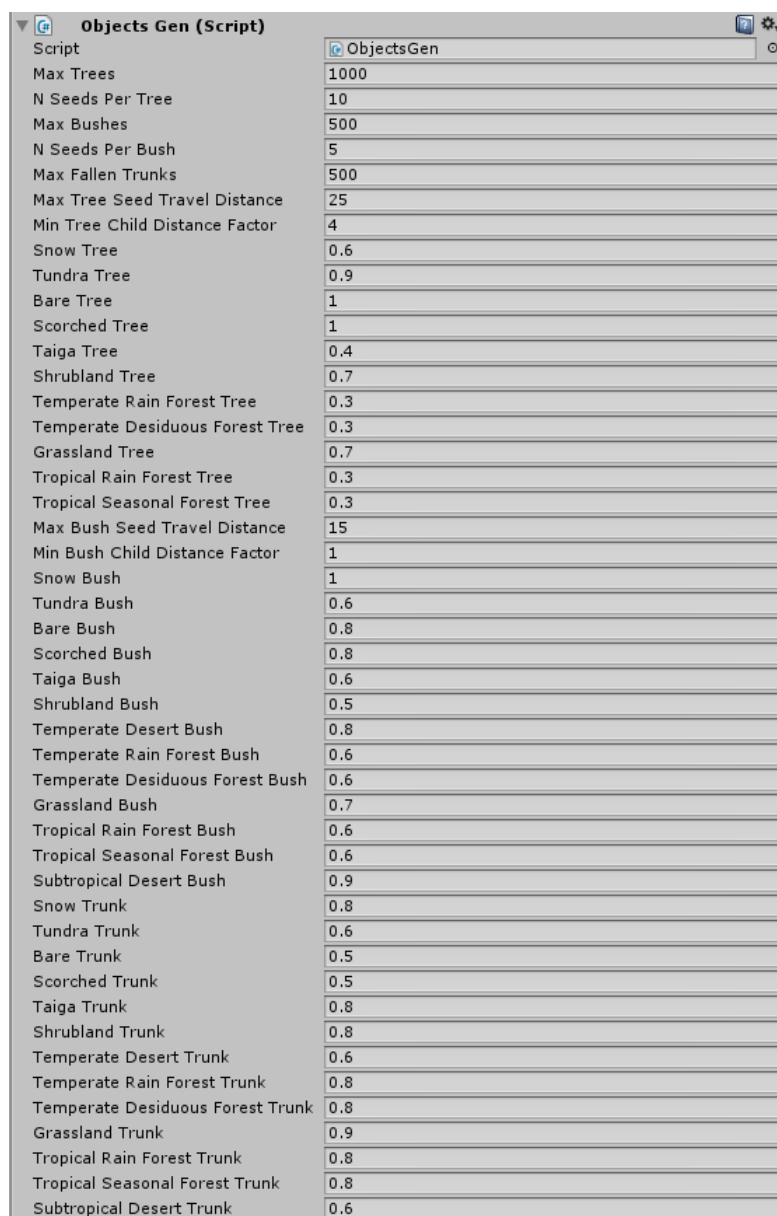 Objects Gen (Script)
Script ObjectsGen
Max Trees 1000
N Seeds Per Tree 10
Max Bushes 500
N Seeds Per Bush 5
Max Fallen Trunks 500
Max Tree Seed Travel Distance 25
Min Tree Child Distance Factor 4
Snow Tree 0.6
Tundra Tree 0.9
Bare Tree 1
Scorched Tree 1
Taiga Tree 0.4
Shrubland Tree 0.7
Temperate Rain Forest Tree 0.3
Temperate Desiduous Forest Tree 0.3
Grassland Tree 0.7
Tropical Rain Forest Tree 0.3
Tropical Seasonal Forest Tree 0.3
Max Bush Seed Travel Distance 15
Min Bush Child Distance Factor 1
Snow Bush 1
Tundra Bush 0.6
Bare Bush 0.8
Scorched Bush 0.8
Taiga Bush 0.6
Shrubland Bush 0.5
Temperate Desert Bush 0.8
Temperate Rain Forest Bush 0.6
Temperate Desiduous Forest Bush 0.6
Grassland Bush 0.7
Tropical Rain Forest Bush 0.6
Tropical Seasonal Forest Bush 0.6
Subtropical Desert Bush 0.9
Snow Trunk 0.8
Tundra Trunk 0.6
Bare Trunk 0.5
Scorched Trunk 0.5
Taiga Trunk 0.8
Shrubland Trunk 0.8
Temperate Desert Trunk 0.6
Temperate Rain Forest Trunk 0.8
Temperate Desiduous Forest Trunk 0.8
Grassland Trunk 0.9
Tropical Rain Forest Trunk 0.8
Tropical Seasonal Forest Trunk 0.8
Subtropical Desert Trunk 0.6